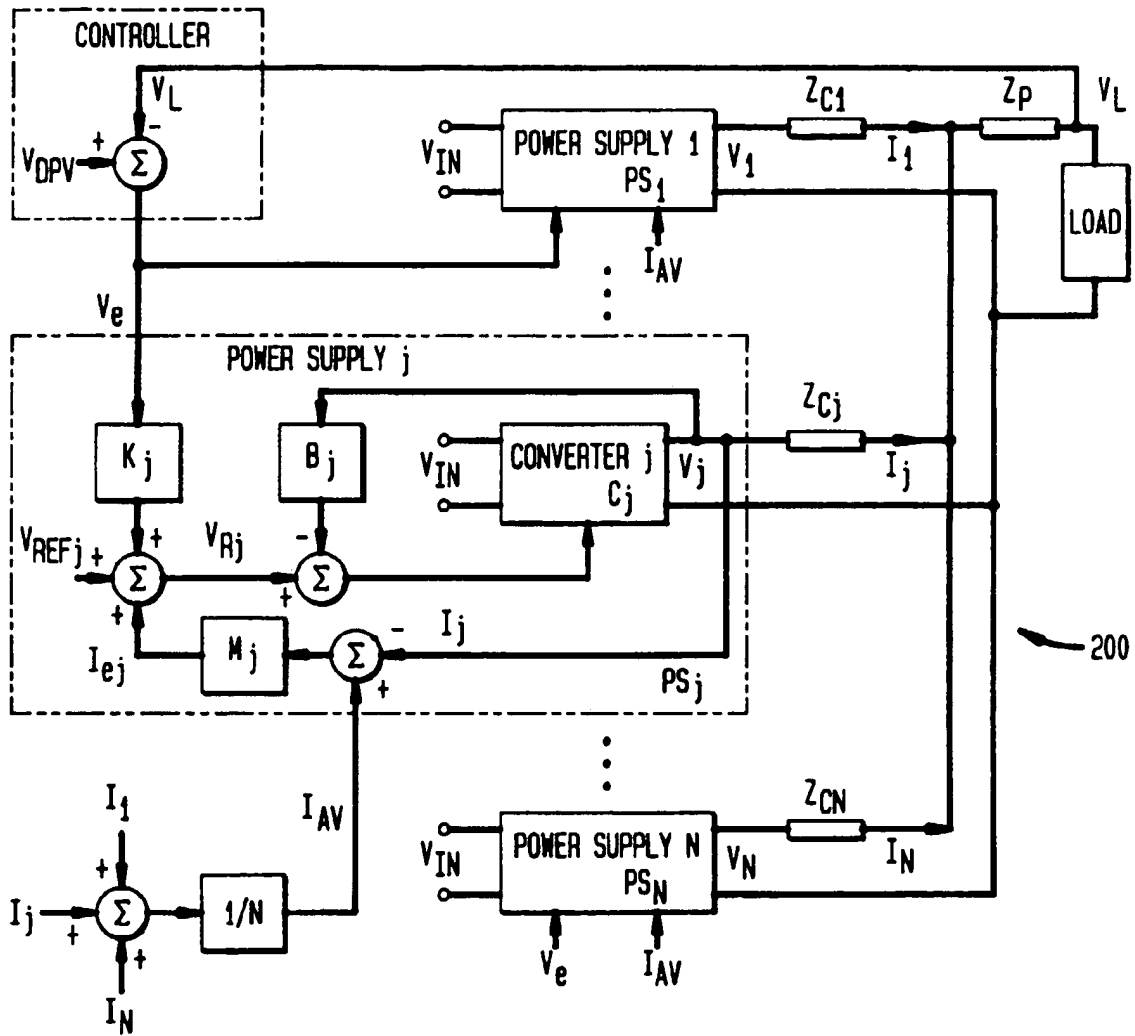 CONTROLLER
V_L
+
-
V_DPV
Σ
V_e
V_IN
POWER SUPPLY 1
PS_1
V_1
I_AV
Z_C1
I_1
Z_P
V_L
LOAD
POWER SUPPLY j
K_j
B_j
V_IN
CONVERTER j
C_j
V_j
Z_Cj
I_j
V_REFj
+
+
+
Σ
V_Rj
-
+
Σ
I_ej
M_j
Σ
-
+
I_j
PS_j
200
I_AV
I_1
I_j
I_N
+
+
+
Σ
1/N
V_IN
POWER SUPPLY N
PS_N
V_N
Z_CN
I_N
V_e
I_AV